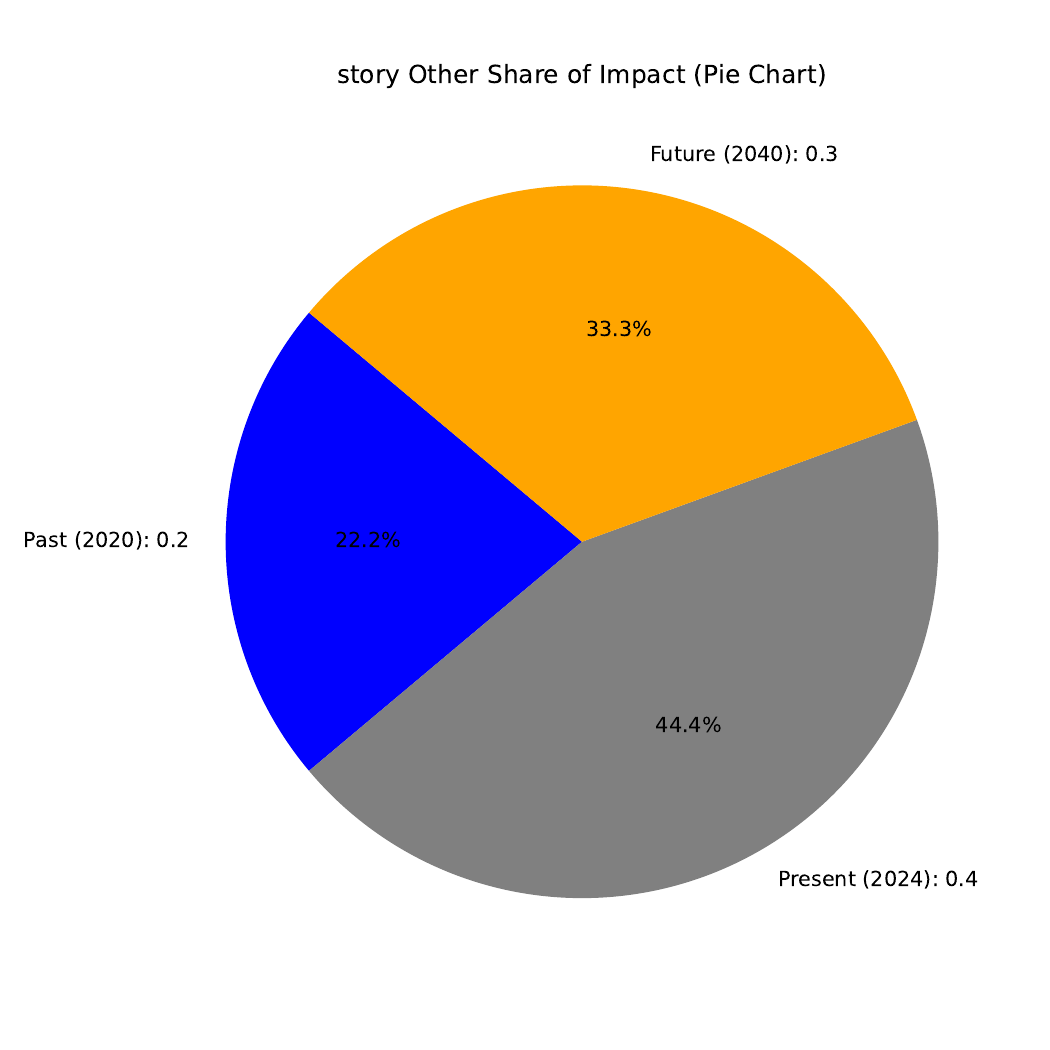 story Other Share of Impact (Pie Chart)
Future (2040): 0.3
33.3%
Past (2020): 0.2
22.2%
44.4%
Present (2024): 0.4